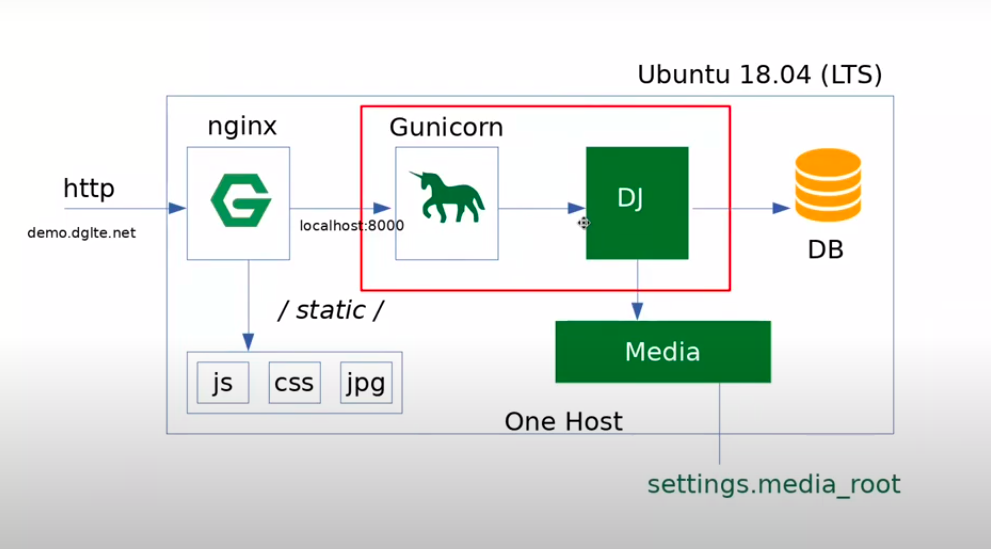 Ubuntu 18.04 (LTS)
nginx
Gunicorn
http
DJ
localhost:8000
demo.dglte.net
DB
/ static /
Media
js
css
jpg
One Host
settings.media_root